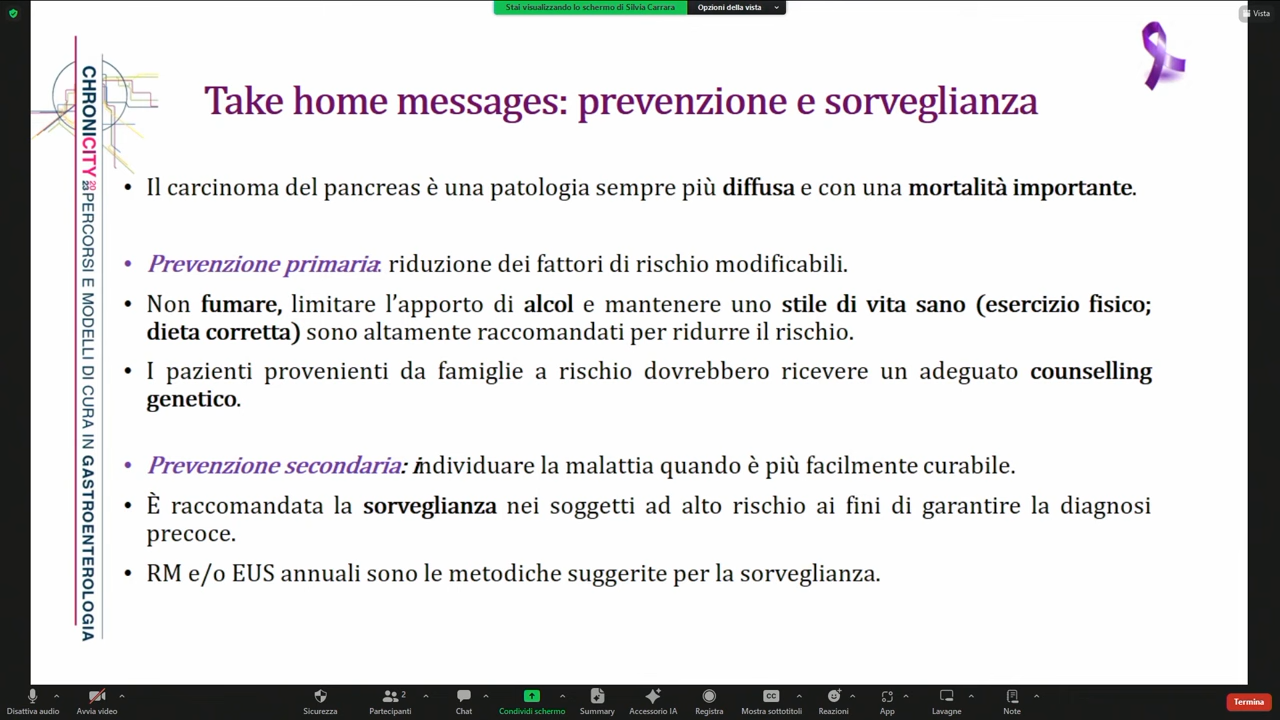 Stai visualizzando lo schermo di Silvia Carrara
Opzioni della vista
Vista
CHRONICITY 2023 PERCORSI E MODELLI DI CURA IN GASTROENTEROLOGIA
Take home messages: prevenzione e sorveglianza
• Il carcinoma del pancreas è una patologia sempre più diffusa e con una mortalità importante.
• Prevenzione primaria: riduzione dei fattori di rischio modificabili.
• Non fumare, limitare l’apporto di alcol e mantenere uno stile di vita sano (esercizio fisico;
dieta corretta) sono altamente raccomandati per ridurre il rischio.
• I pazienti provenienti da famiglie a rischio dovrebbero ricevere un adeguato counselling
genetico.
• Prevenzione secondaria: individuare la malattia quando è più facilmente curabile.
• È raccomandata la sorveglianza nei soggetti ad alto rischio ai fini di garantire la diagnosi
precoce.
• RM e/o EUS annuali sono le metodiche suggerite per la sorveglianza.
Disattiva audio
Avvia video
Sicurezza
2
Partecipanti
Chat
Condividi schermo
Summary
Accessorio IA
Registra
CC
Mostra sottotitoli
Reazioni
App
Lavagne
Note
Termina